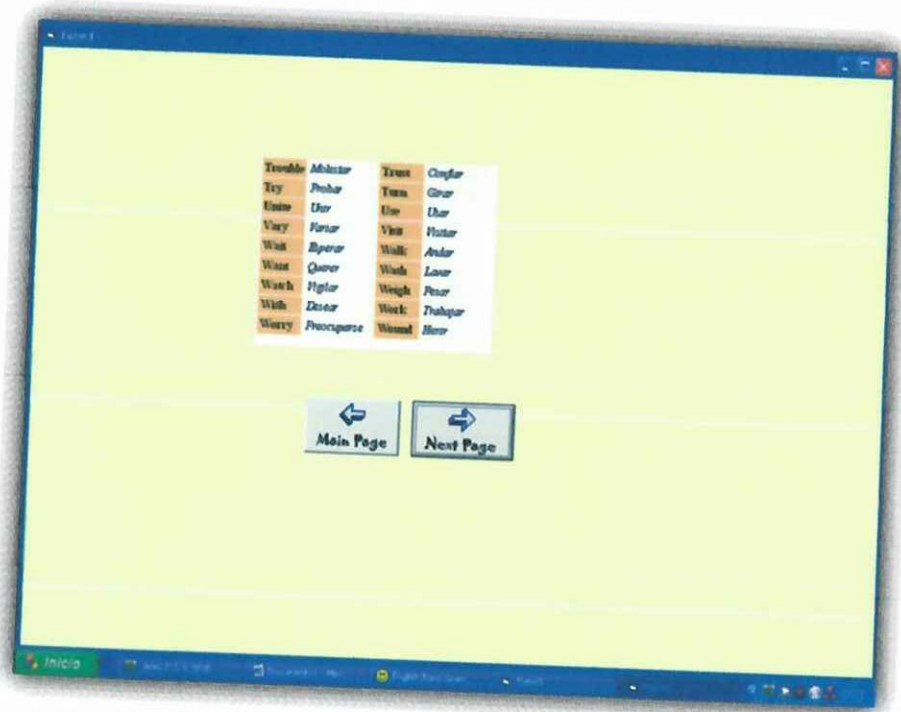 Trouble Molestar Trust Confiar
Try Probar Turn Girar
Unite Unir Use Usar
Vary Variar Visit Visitar
Wait Esperar Walk Andar
Want Querer Wash Lavar
Watch Vigilar Weigh Pesar
Wish Desear Work Trabajar
Worry Preocuparse Wound Herir
Main Page Next Page
Inicio